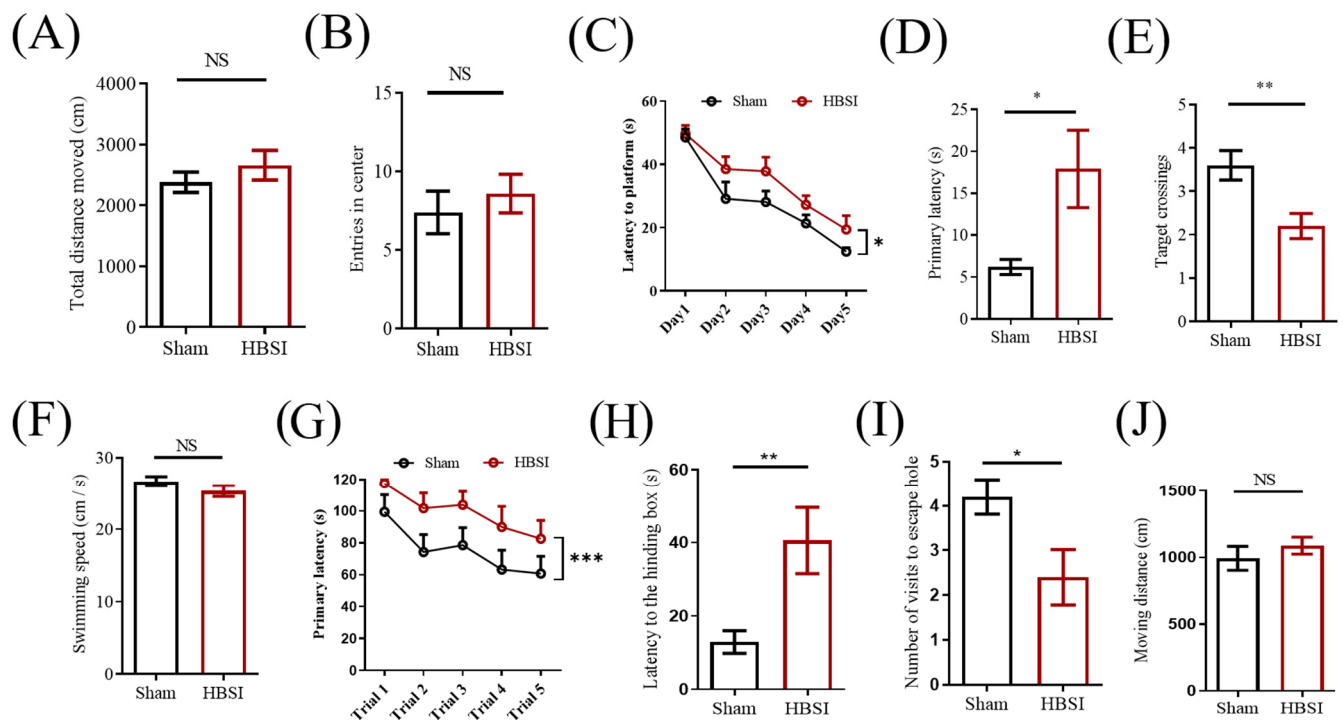 (A)
NS
Total distance moved (cm)
4000
3000
2000
1000
0
Sham
HBSI
(B)
NS
Entries in center
15
10
5
0
Sham
HBSI
(C)
Sham
HBSI
Latency to platform (s)
60
40
20
0
*
Day1
Day2
Day3
Day4
Day5
(D)
*
Primary latency (s)
25
20
15
10
5
0
Sham
HBSI
(E)
**
Target crossings
5
4
3
2
1
0
Sham
HBSI
(F)
NS
Swimming speed (cm / s)
30
20
10
0
Sham
HBSI
(G)
Sham
HBSI
Primary latency (s)
120
100
80
60
40
20
0
***
Trial 1
Trial 2
Trial 3
Trial 4
Trial 5
(H)
**
Latency to the hinding box (s)
60
40
20
0
Sham
HBSI
(I)
*
Number of visits to escape hole
5
4
3
2
1
0
Sham
HBSI
(J)
NS
Moving distance (cm)
1500
1000
500
0
Sham
HBSI